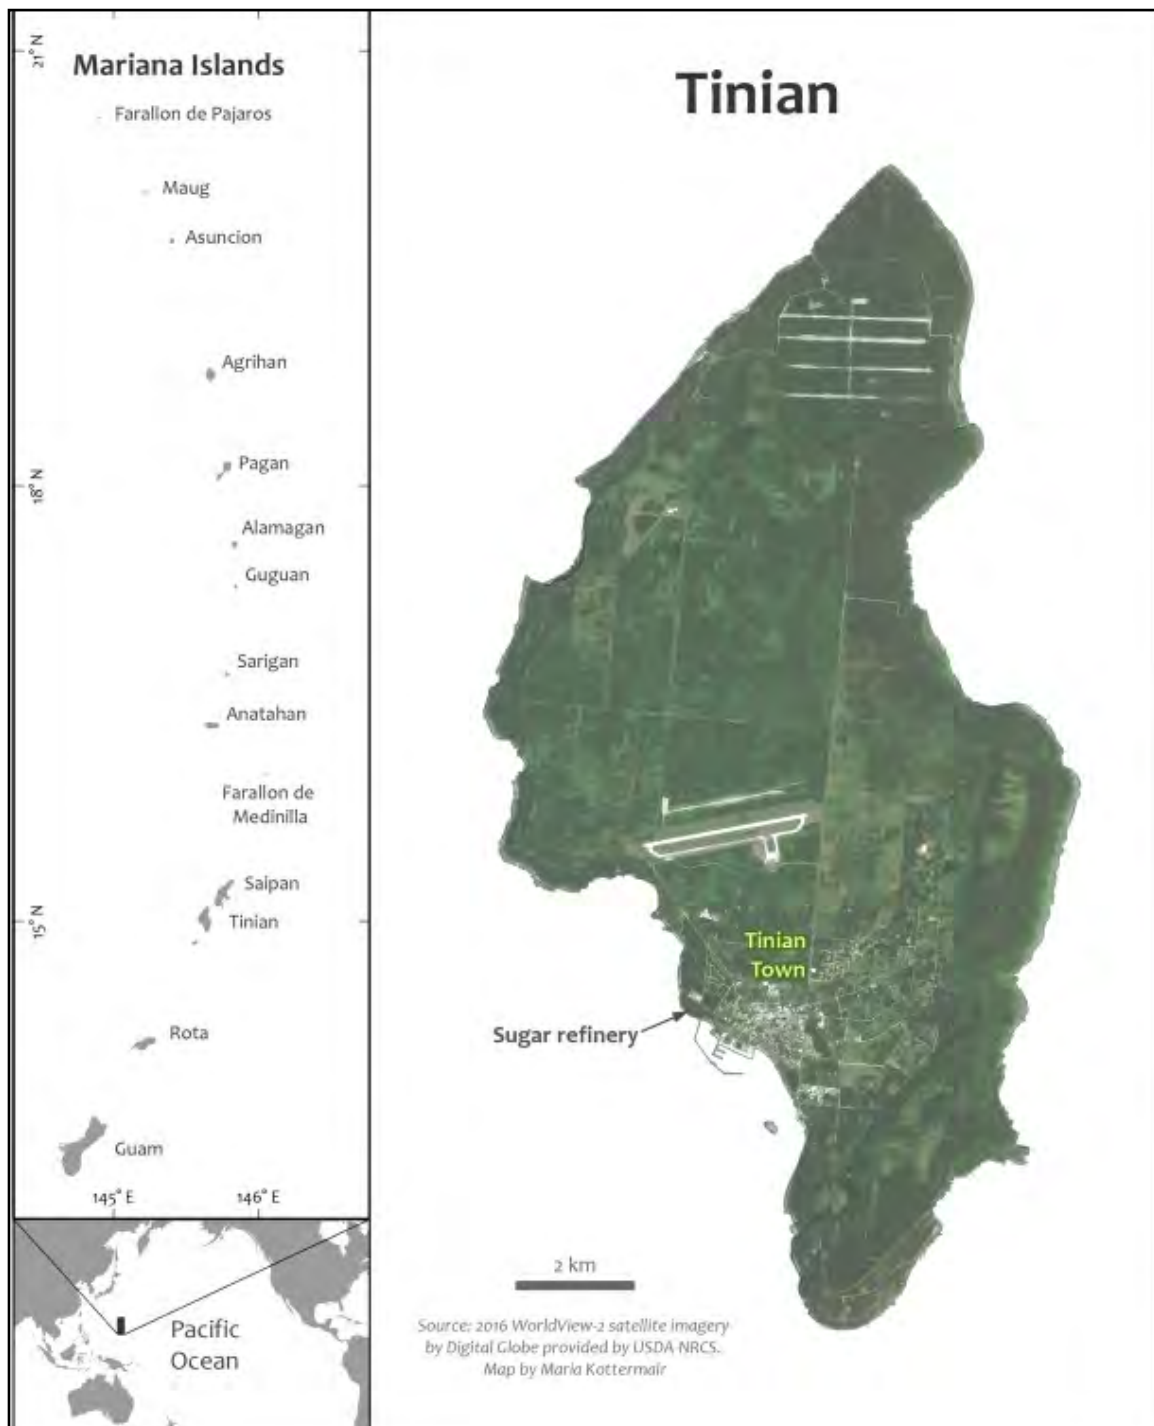 Mariana Islands
21° N
Farallon de Pajaros
Maug
Asuncion
Agrihan
Pagan
18° N
Alamagan
Guguan
Sarigan
Anatahan
Farallon de
Medinilla
Saipan
15° N
Tinian
Rota
Guam
145° E
146° E
Pacific
Ocean
Tinian
Tinian
Town
Sugar refinery
2 km
Source: 2016 WorldView-2 satellite imagery
by Digital Globe provided by USDA NRCS.
Map by Maria Kottermair